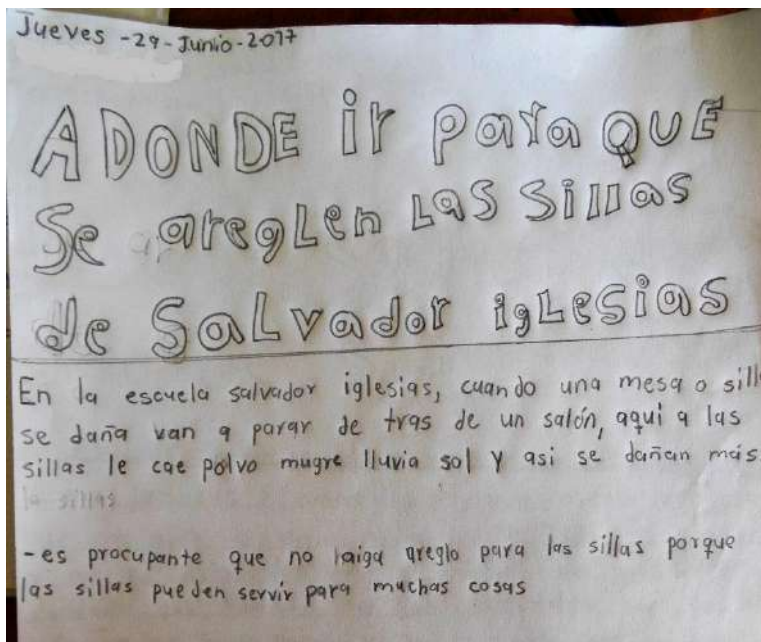 Jueves -29-Junio-2017
A DONDE ir para QUE
Se areglen Las Sillas
de Salvador iglesias
En la escuela salvador iglesias, cuando una mesa o sill
se daña van a parar de tras de un salón, aqui a las
sillas le cae polvo mugre lluvia sol y asi se dañan más
la sillas
-es procupante que no haiga areglo para las sillas porque
las sillas pueden servir para muchas cosas